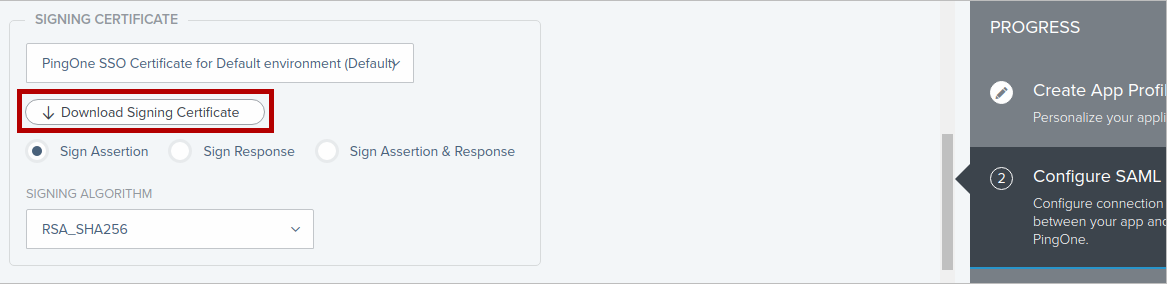 SIGNING CERTIFICATE
PingOne SSO Certificate for Default environment (Default)
Download Signing Certificate
Sign Assertion
Sign Response
Sign Assertion & Response
SIGNING ALGORITHM
RSA_SHA256
PROGRESS
Create App Profil
Personalize your appli
2
Configure SAML
Configure connection
between your app and
PingOne.